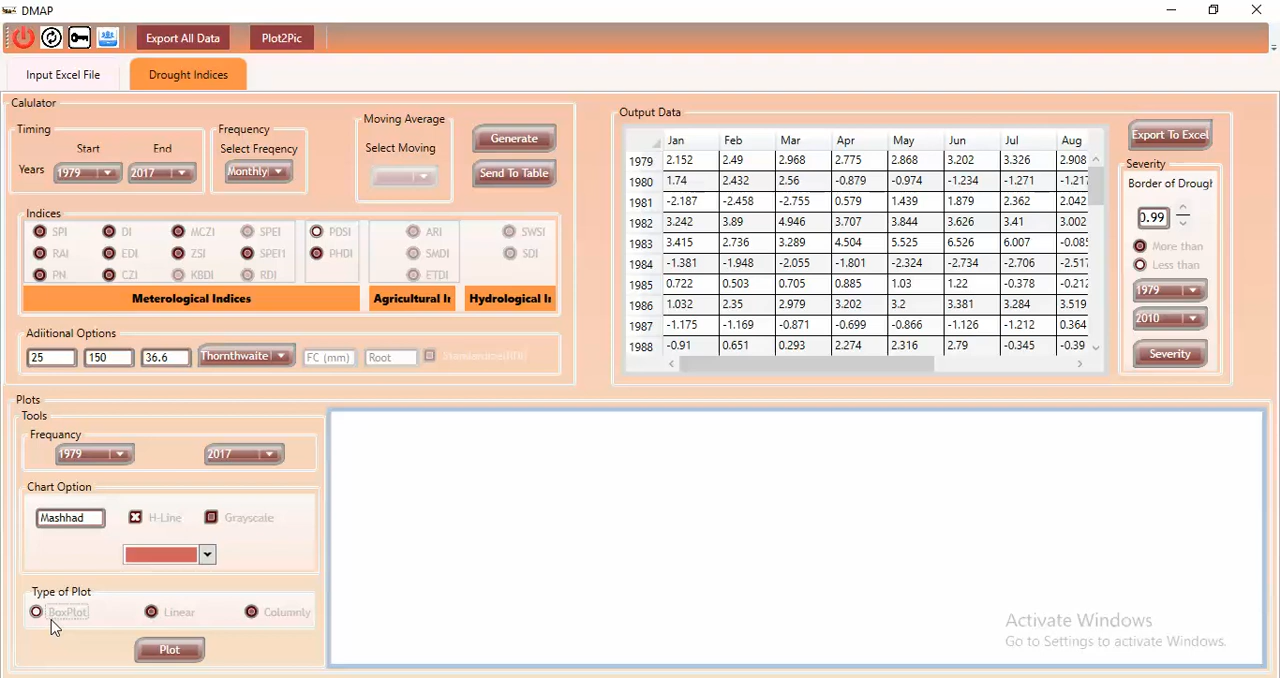 DMAP
Export All Data Plot2Pic
Input Excel File Drought Indices
Calulator
Timing
Start End
Years 1979 2017
Frequency
Select Freqency
Monthly
Moving Average
Select Moving
Generate
Send To Table
Indices
SPI DI MCZI SPEI PDSI ARI SWSI
RAI EDI ZSI SPEI1 PHDI SMDI SDI
PN CZI KBDI RDI ETDI
Meterological Indices Agricultural Ir Hydrological Ir
Adiitional Options
25 150 36.6 Thornthwaite FC (mm) Root
Output Data
Jan Feb Mar Apr May Jun Jul Aug
1979 2.152 2.49 2.968 2.775 2.868 3.202 3.326 2.908
1980 1.74 2.432 2.56 -0.879 -0.974 -1.234 -1.271 -1.217
1981 -2.187 -2.458 -2.755 0.579 1.439 1.879 2.362 2.042
1982 3.242 3.89 4.946 3.707 3.844 3.626 3.41 3.002
1983 3.415 2.736 3.289 4.504 5.525 6.526 6.007 -0.085
1984 -1.381 -1.948 -2.055 -1.801 -2.324 -2.734 -2.706 -2.517
1985 0.722 0.503 0.705 0.885 1.03 1.22 -0.378 -0.212
1986 1.032 2.35 2.979 3.202 3.2 3.381 3.284 3.519
1987 -1.175 -1.169 -0.871 -0.699 -0.866 -1.126 -1.212 0.364
1988 -0.91 0.651 0.293 2.274 2.316 2.79 -0.345 -0.39
Export To Excel
Severity
Border of Drought
0.99
More than
Less than
1979
2010
Severity
Plots
Tools
Frequancy
1979 2017
Chart Option
Mashhad H-Line Grayscale
Type of Plot
BoxPlot Linear Columnly
Plot
Activate Windows
Go to Settings to activate Windows.